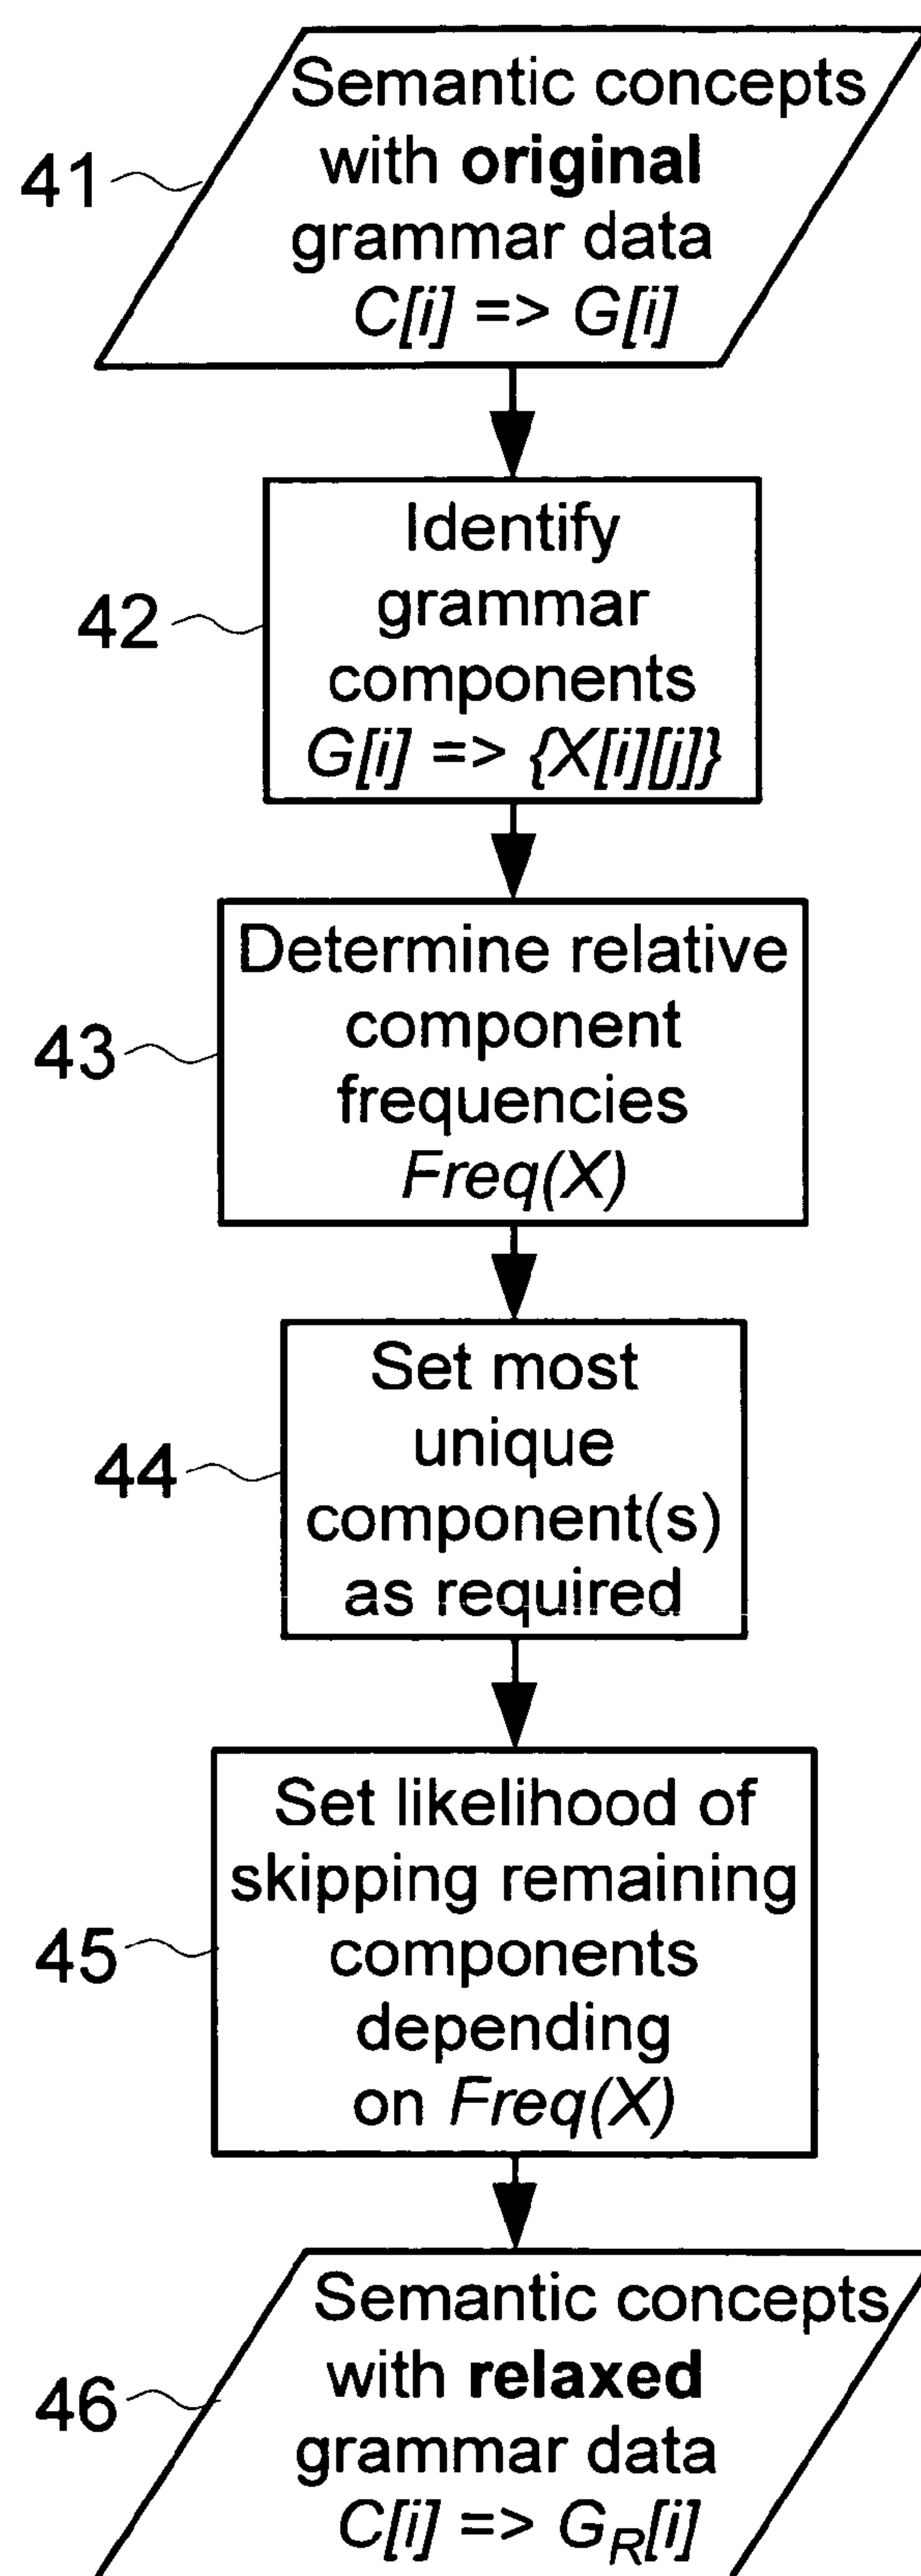 Semantic concepts
with original
grammar data
C[i] => G[i]
41
Identify
grammar
components
G[i] => {X[i][j]}
42
Determine relative
component
frequencies
Freq(X)
43
Set most
unique
component(s)
as required
44
Set likelihood of
skipping remaining
components
depending
on Freq(X)
45
Semantic concepts
with relaxed
grammar data
C[i] => G_R[i]
46